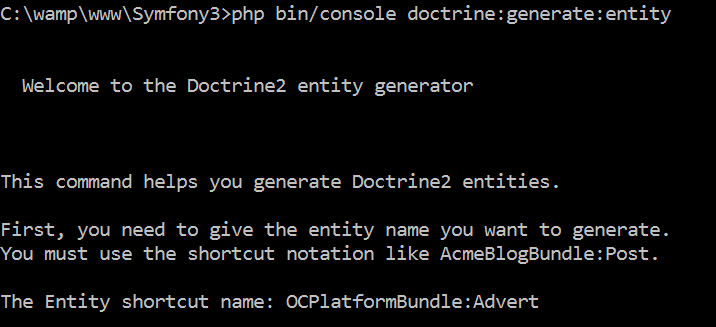 C:\wamp\www\Symfony3>php bin/console doctrine:generate:entity
Welcome to the Doctrine2 entity generator
This command helps you generate Doctrine2 entities.
First, you need to give the entity name you want to generate.
You must use the shortcut notation like AcmeBlogBundle:Post.
The Entity shortcut name: OCPlatformBundle:Advert